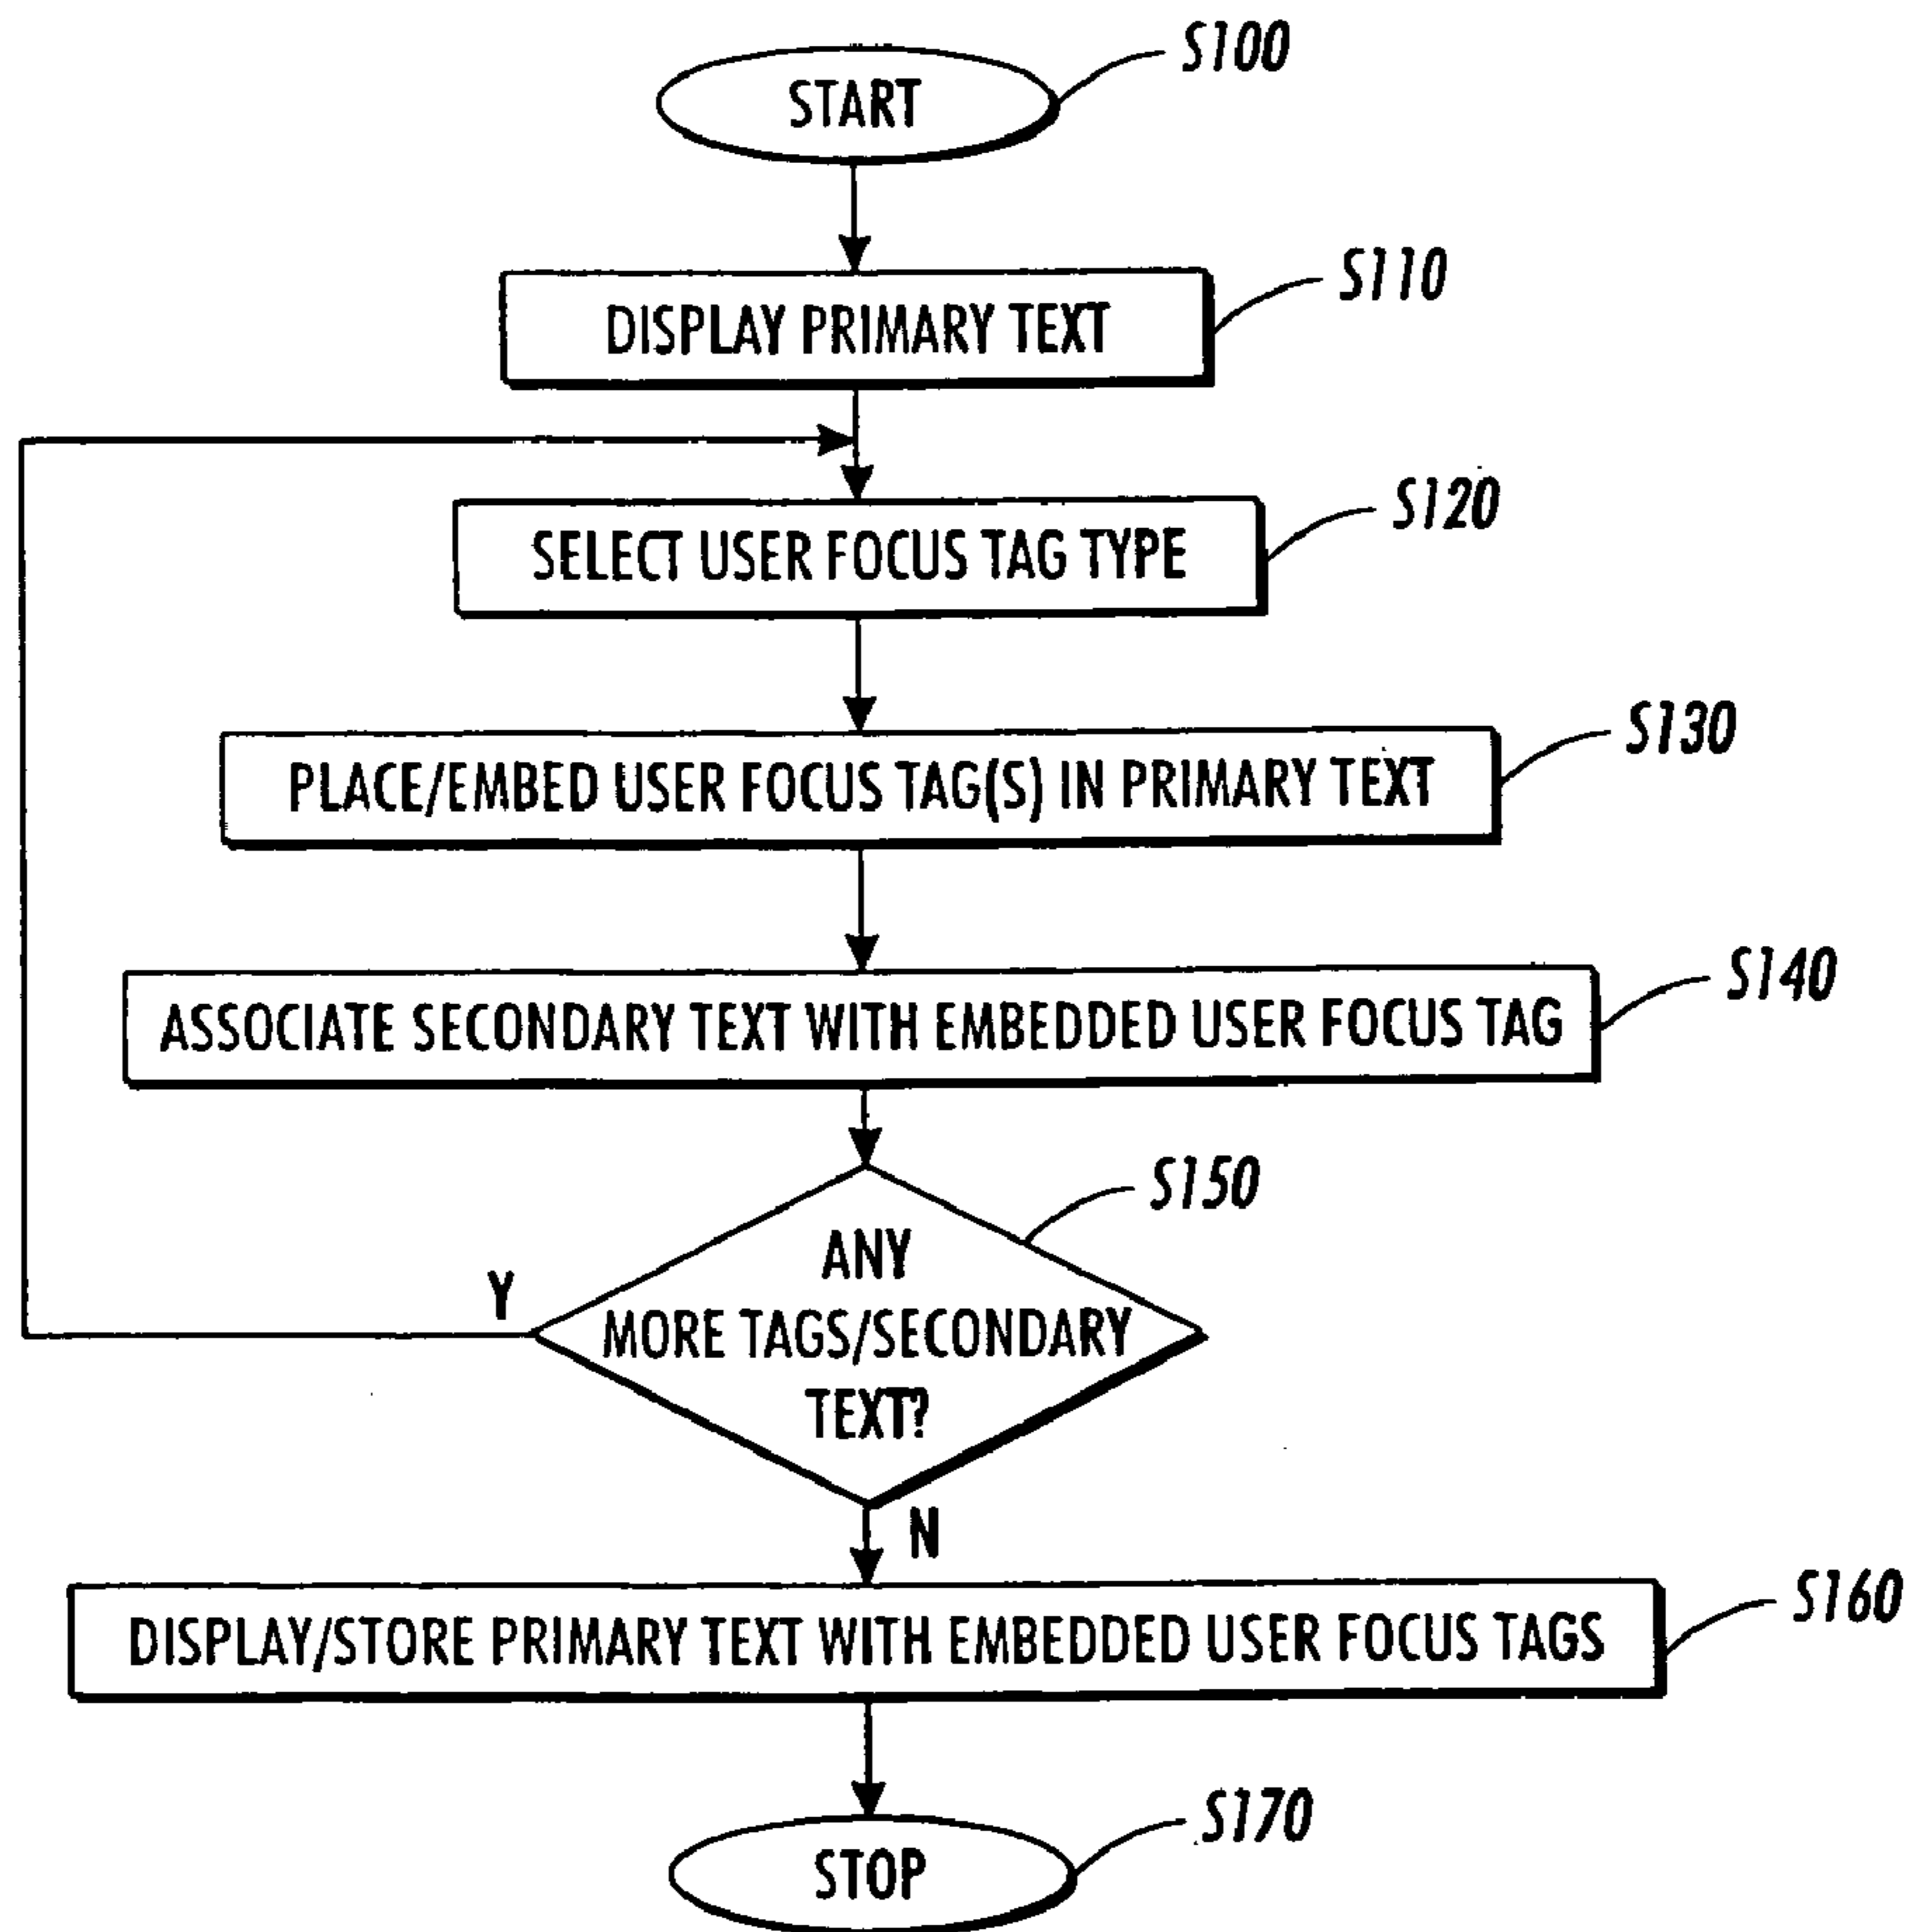 START
S100
DISPLAY PRIMARY TEXT
S110
SELECT USER FOCUS TAG TYPE
S120
PLACE/EMBED USER FOCUS TAG(S) IN PRIMARY TEXT
S130
ASSOCIATE SECONDARY TEXT WITH EMBEDDED USER FOCUS TAG
S140
ANY
MORE TAGS/SECONDARY
TEXT?
S150
Y
N
DISPLAY/STORE PRIMARY TEXT WITH EMBEDDED USER FOCUS TAGS
S160
STOP
S170